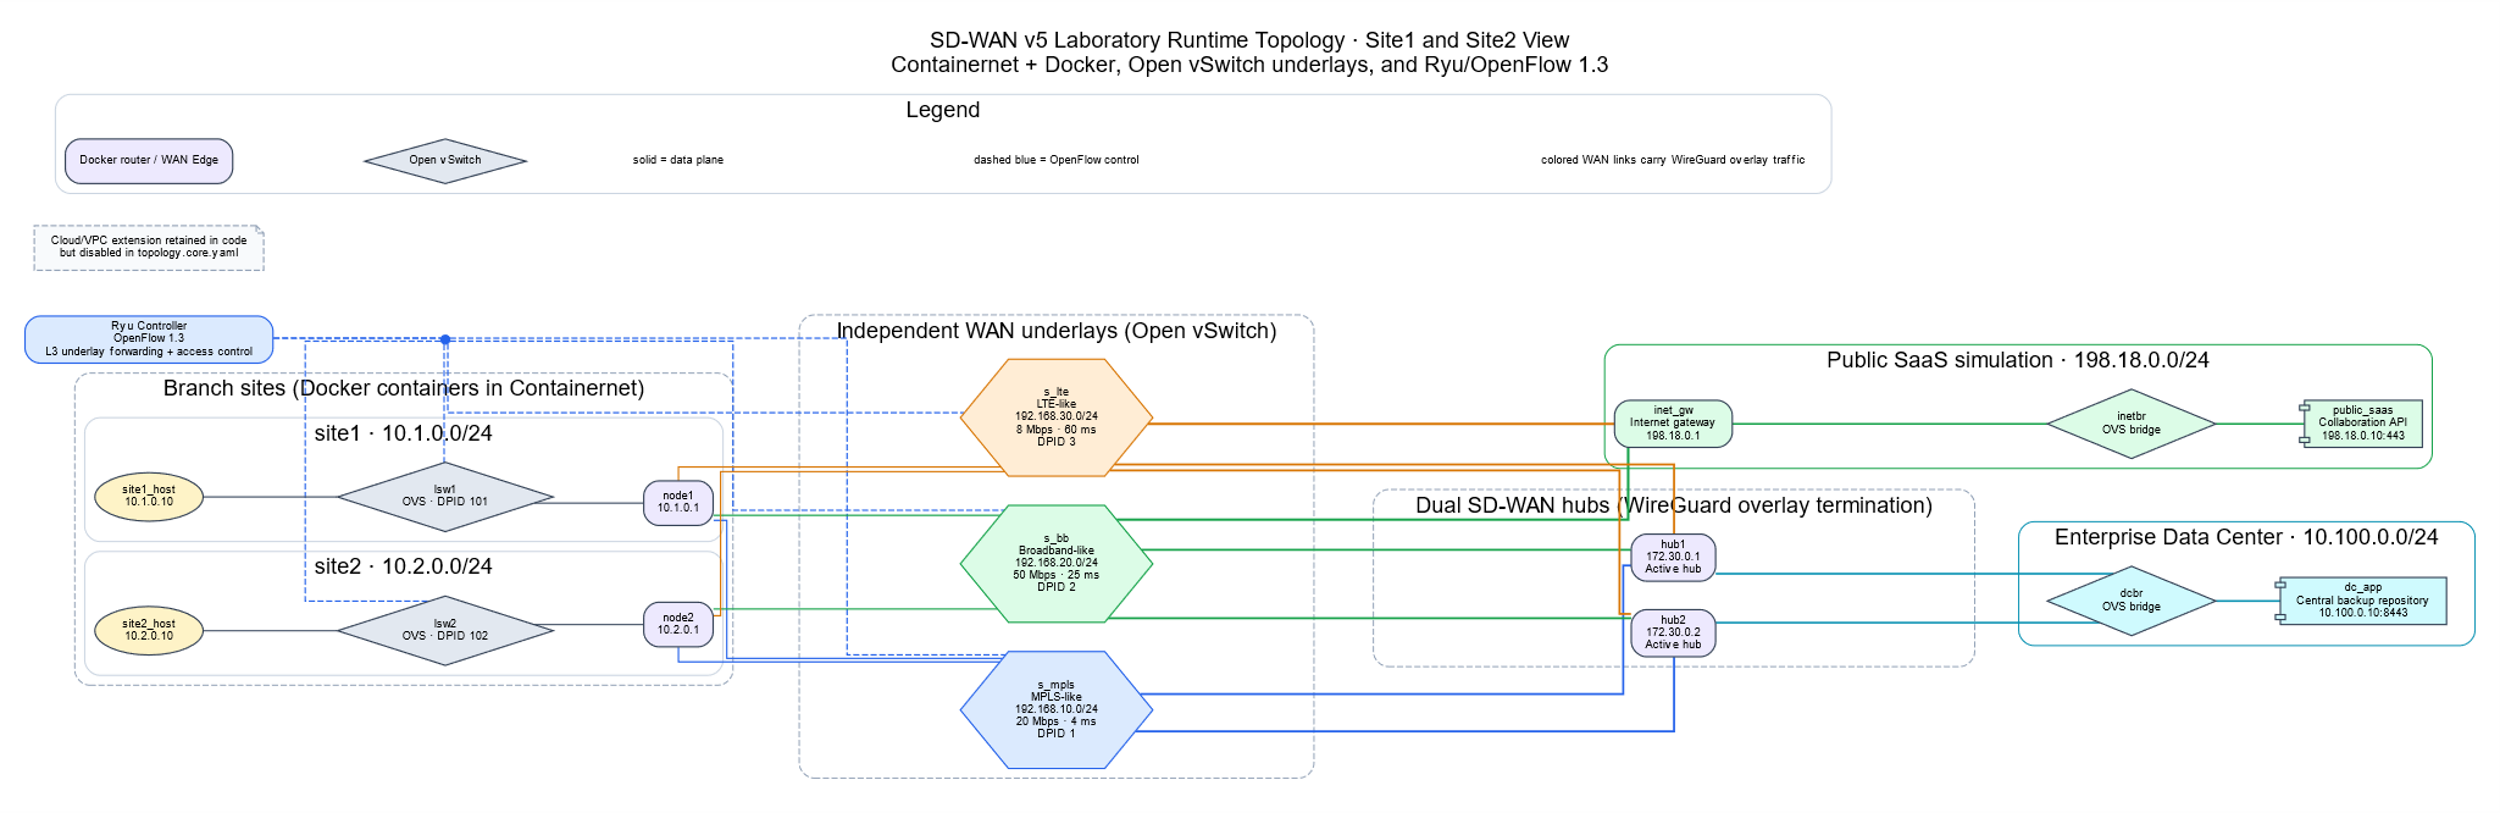 SD-WAN v5 Laboratory Runtime Topology · Site1 and Site2 View
Containernet + Docker, Open vSwitch underlays, and Ryu/OpenFlow 1.3
Legend
Docker router / WAN Edge
Open vSwitch
solid = data plane
dashed blue = OpenFlow control
colored WAN links carry WireGuard overlay traffic
Cloud/VPC extension retained in code
but disabled in topology.core.yaml
Ryu Controller
OpenFlow 1.3
L3 underlay forwarding + access control
Branch sites (Docker containers in Containernet)
site1 · 10.1.0.0/24
site1_host
10.1.0.10
lsw1
OVS · DPID 101
node1
10.1.0.1
site2 · 10.2.0.0/24
site2_host
10.2.0.10
lsw2
OVS · DPID 102
node2
10.2.0.1
Independent WAN underlays (Open vSwitch)
s_lte
LTE-like
192.168.30.0/24
8 Mbps · 60 ms
DPID 3
s_bb
Broadband-like
192.168.20.0/24
50 Mbps · 25 ms
DPID 2
s_mpls
MPLS-like
192.168.10.0/24
20 Mbps · 4 ms
DPID 1
Public SaaS simulation · 198.18.0.0/24
inet_gw
Internet gateway
198.18.0.1
inetbr
OVS bridge
public_saas
Collaboration API
198.18.0.10:443
Dual SD-WAN hubs (WireGuard overlay termination)
hub1
172.30.0.1
Active hub
hub2
172.30.0.2
Active hub
Enterprise Data Center · 10.100.0.0/24
dcbr
OVS bridge
dc_app
Central backup repository
10.100.0.10:8443